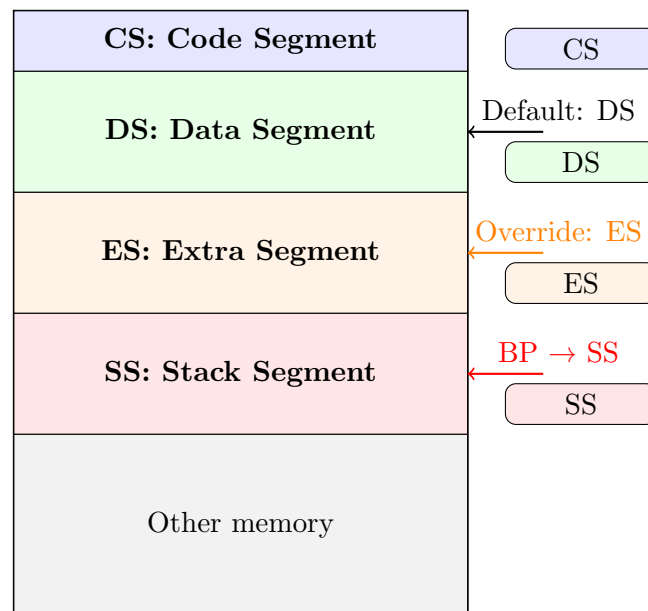 CS: Code Segment
CS
Default: DS
DS: Data Segment
DS
Override: ES
ES: Extra Segment
ES
BP → SS
SS: Stack Segment
SS
Other memory